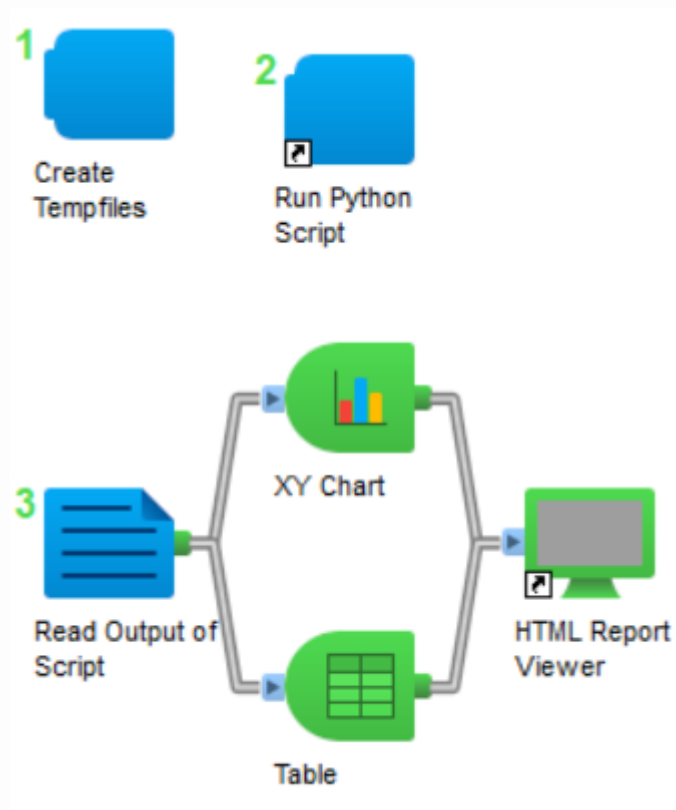 1
Create
Tempfiles
2
Run Python
Script
XY Chart
3
Read Output of
Script
HTML Report
Viewer
Table